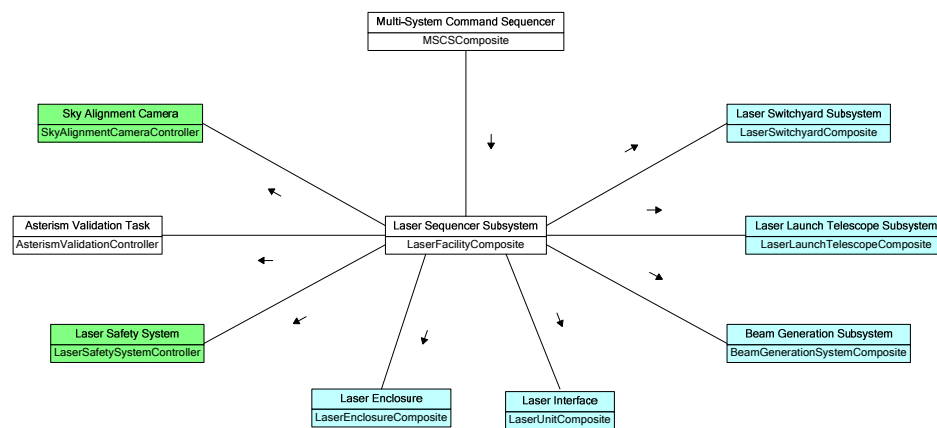 Multi-System Command Sequencer
MSCSComposite
Sky Alignment Camera
SkyAlignmentCameraController
Laser Switchyard Subsystem
LaserSwitchyardComposite
Asterism Validation Task
AsterismValidationController
Laser Sequencer Subsystem
LaserFacilityComposite
Laser Launch Telescope Subsystem
LaserLaunchTelescopeComposite
Laser Safety System
LaserSafetySystemController
Beam Generation Subsystem
BeamGenerationSystemComposite
Laser Enclosure
LaserEnclosureComposite
Laser Interface
LaserUnitComposite